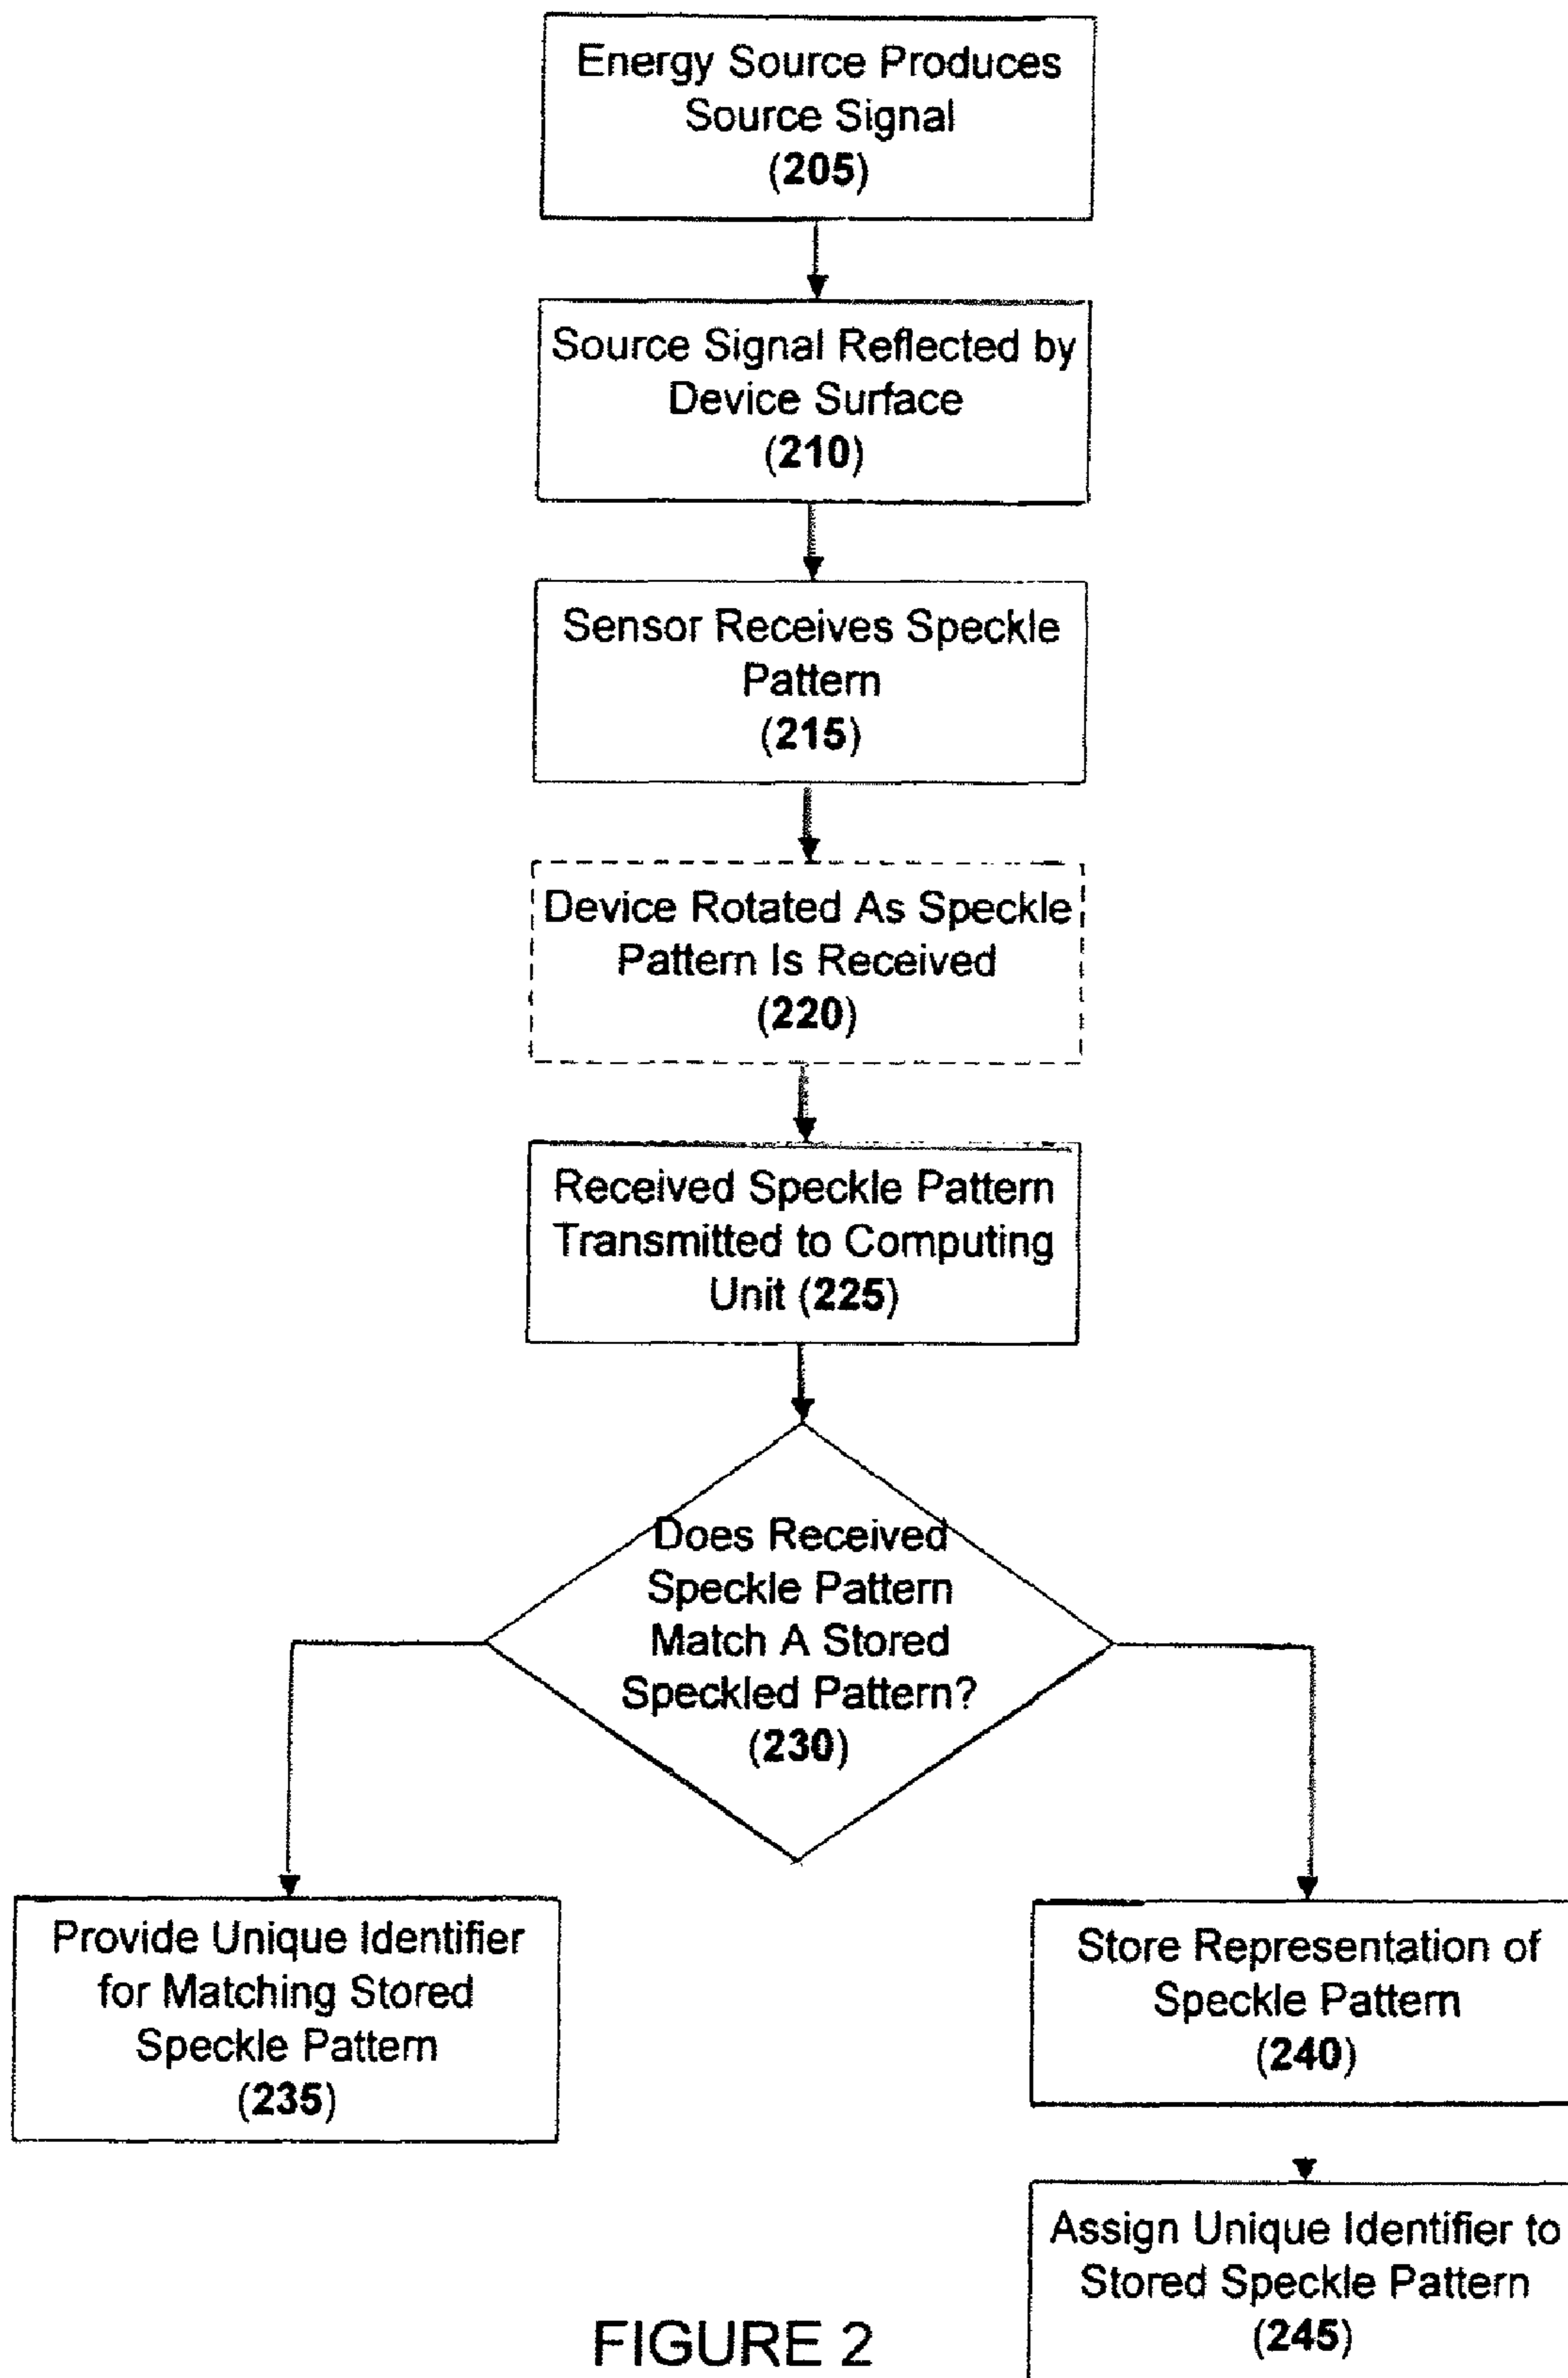 Energy Source Produces
Source Signal
(205)
Source Signal Reflected by
Device Surface
(210)
Sensor Receives Speckle
Pattern
(215)
Device Rotated As Speckle
Pattern Is Received
(220)
Received Speckle Pattern
Transmitted to Computing
Unit (225)
Does Received
Speckle Pattern
Match A Stored
Speckled Pattern?
(230)
Provide Unique Identifier
for Matching Stored
Speckle Pattern
(235)
Store Representation of
Speckle Pattern
(240)
Assign Unique Identifier to
Stored Speckle Pattern
(245)
FIGURE 2